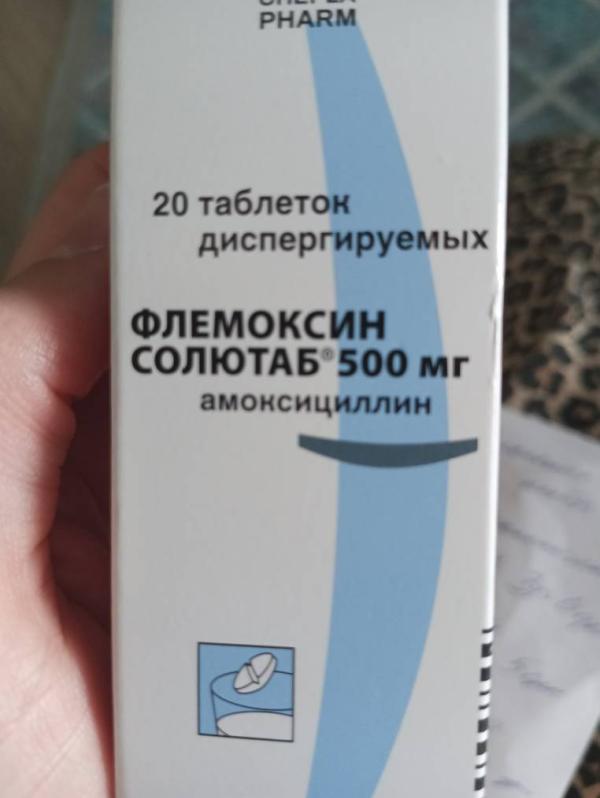 PHARM
20 таблеток
диспергируемых
ФЛЕМОКСИН
СОЛЮТАБ® 500 мг
амоксициллин